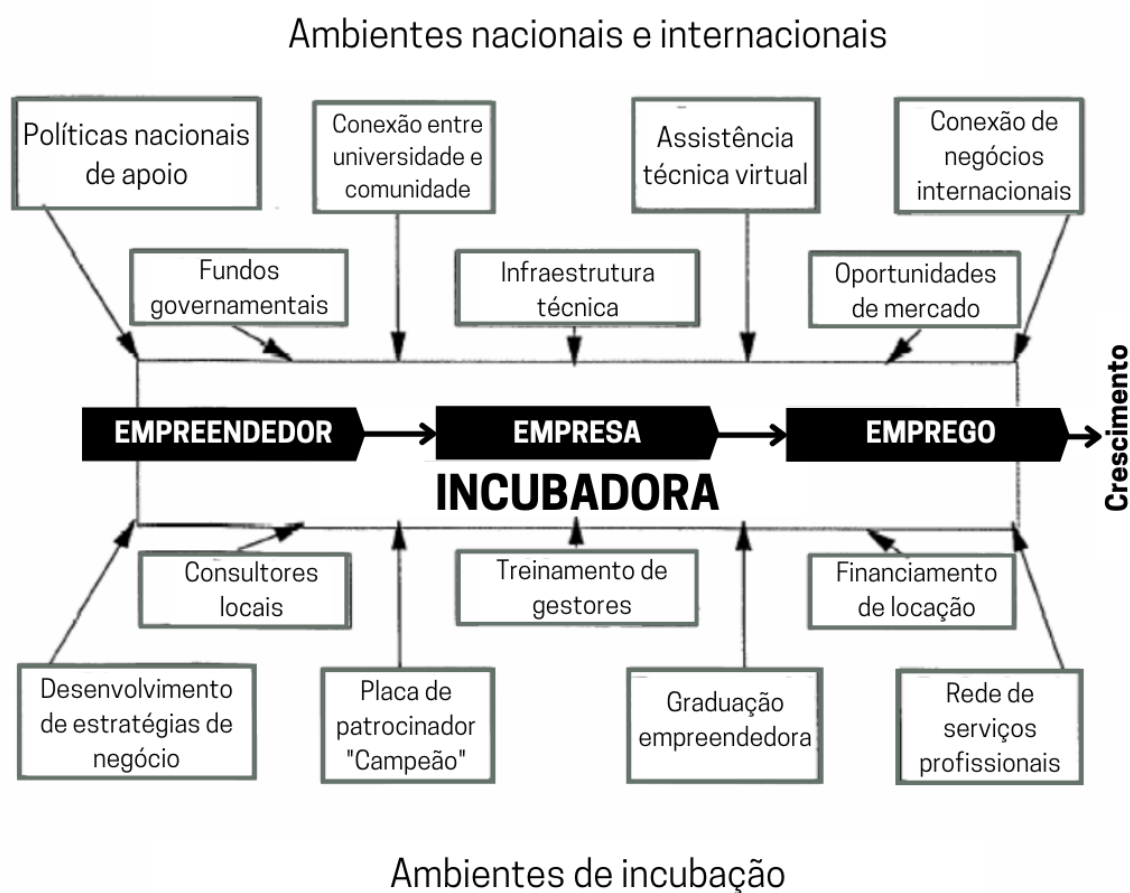 Ambientes nacionais e internacionais
Políticas nacionais
de apoio
Conexão entre
universidade e
comunidade
Assistência
técnica virtual
Conexão de
negócios
internacionais
Fundos
governamentais
Infraestrutura
técnica
Oportunidades
de mercado
EMPREENDEDOR
EMPRESA
EMPREGO
Crescimento
INCUBADORA
Consultores
locais
Treinamento de
gestores
Financiamento
de locação
Desenvolvimento
de estratégias de
negócio
Placa de
patrocinador
"Campeão"
Graduação
empreendedora
Rede de
serviços
profissionais
Ambientes de incubação